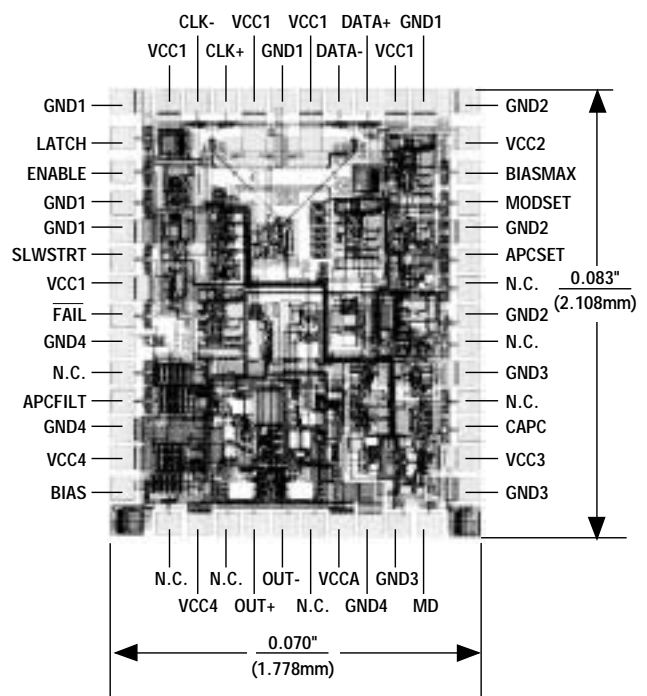 CLK- VCC1 VCC1 DATA+ GND1
VCC1 CLK+ GND1 DATA- VCC1
GND1
LATCH
ENABLE
GND1
GND1
SLWSTRT
VCC1
FAIL
GND4
N.C.
APCFILT
GND4
VCC4
BIAS
GND2
VCC2
BIASMAX
MODSET
GND2
APCSET
N.C.
GND2
N.C.
GND3
N.C.
CAPC
VCC3
GND3
0.083"
(2.108mm)
N.C. N.C. OUT- VCCA GND3
VCC4 OUT+ N.C. GND4 MD
0.070"
(1.778mm)